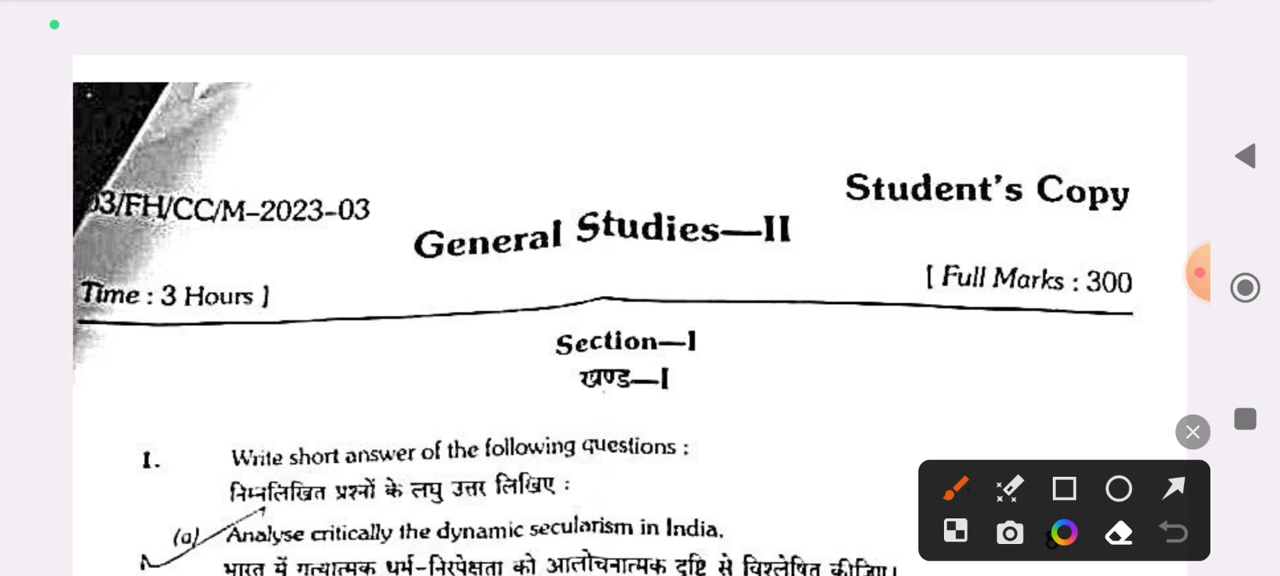 03/FH/CC/M-2023-03
Student's Copy
General Studies—II
Time : 3 Hours ]
[ Full Marks : 300
Section—I
खण्ड—I
1. Write short answer of the following questions :
निम्नलिखित प्रश्नों के लघु उत्तर लिखिए :
(a) Analyse critically the dynamic secularism in India.
भारत में गत्यात्मक धर्म-निरपेक्षता को आलोचनात्मक दृष्टि से विश्लेषित कीजिए।